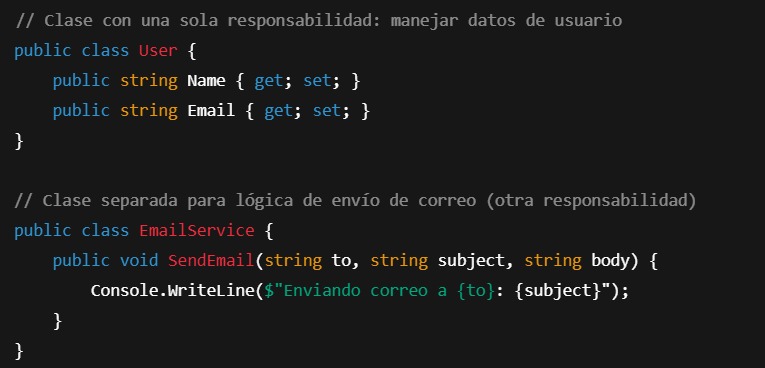 // Clase con una sola responsabilidad: manejar datos de usuario
public class User {
    public string Name { get; set; }
    public string Email { get; set; }
}

// Clase separada para lógica de envío de correo (otra responsabilidad)
public class EmailService {
    public void SendEmail(string to, string subject, string body) {
        Console.WriteLine($"Enviando correo a {to}: {subject}");
    }
}